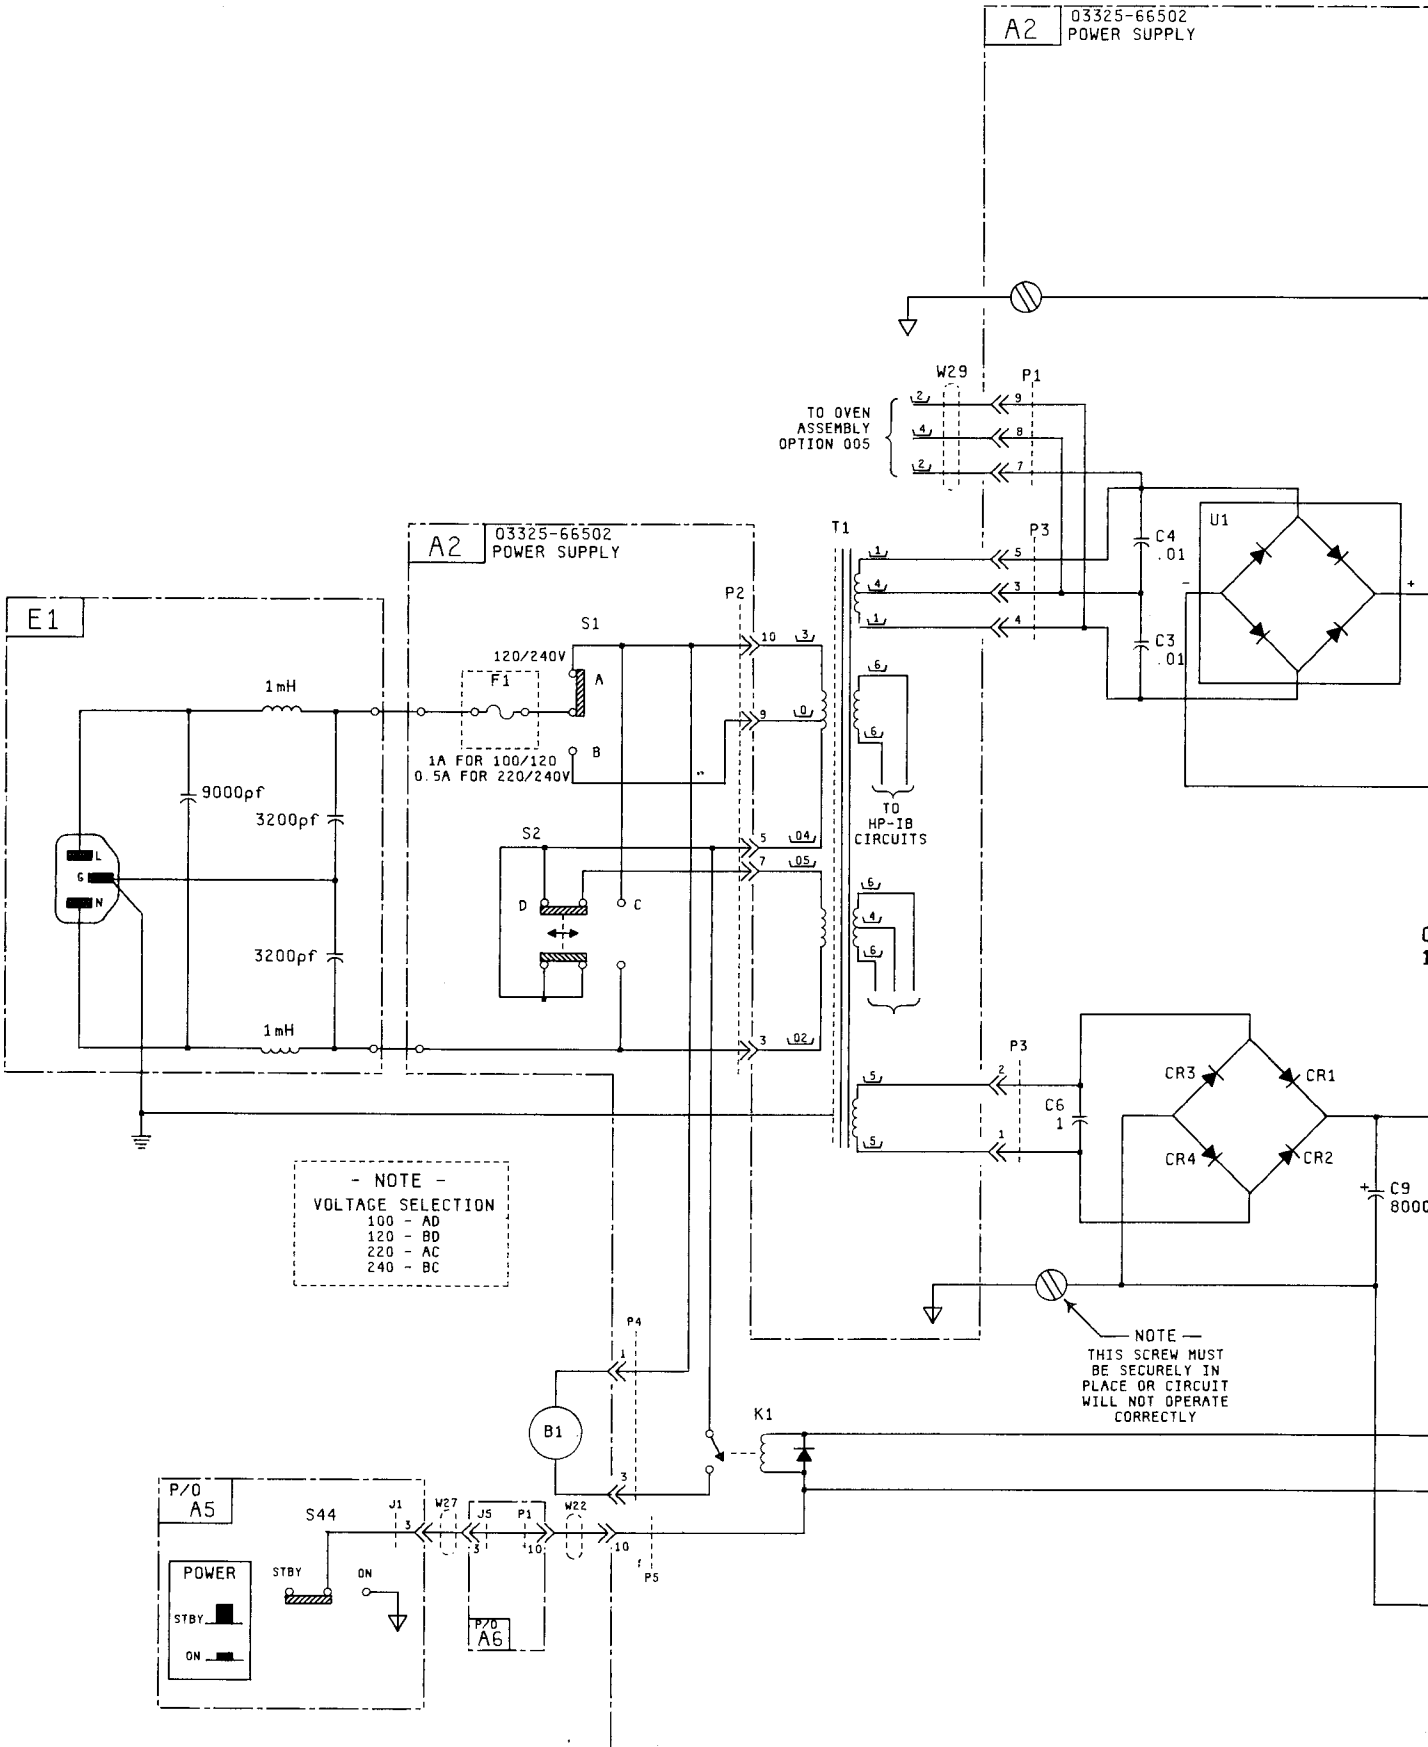 A2
03325-66502
POWER SUPPLY
W29
P1
2
9
4
8
2
7
TO OVEN
ASSEMBLY
OPTION 005
A2
03325-66502
POWER SUPPLY
T1
P3
U1
C4
.01
1
5
4
3
1
4
-
+
C3
.01
E1
P2
S1
10
3
120/240V
F1
A
1mH
9
0
B
1A FOR 100/120
0.5A FOR 220/240V
6
6
TO
HP-IB
CIRCUITS
9000pf
3200pf
S2
5
04
7
05
L
G
N
D
C
6
4
6
3200pf
1mH
3
02
P3
5
2
CR3
CR1
C6
1
1
5
CR4
CR2
+
C9
8000
- NOTE -
VOLTAGE SELECTION
100 - AD
120 - BD
220 - AC
240 - BC
P4
1
NOTE
THIS SCREW MUST
BE SECURELY IN
PLACE OR CIRCUIT
WILL NOT OPERATE
CORRECTLY
B1
K1
3
P/O
A5
S44
J1
3
W27
J5
3
P1
10
W22
10
P5
POWER
STBY
ON
STBY
ON
P/O
A6